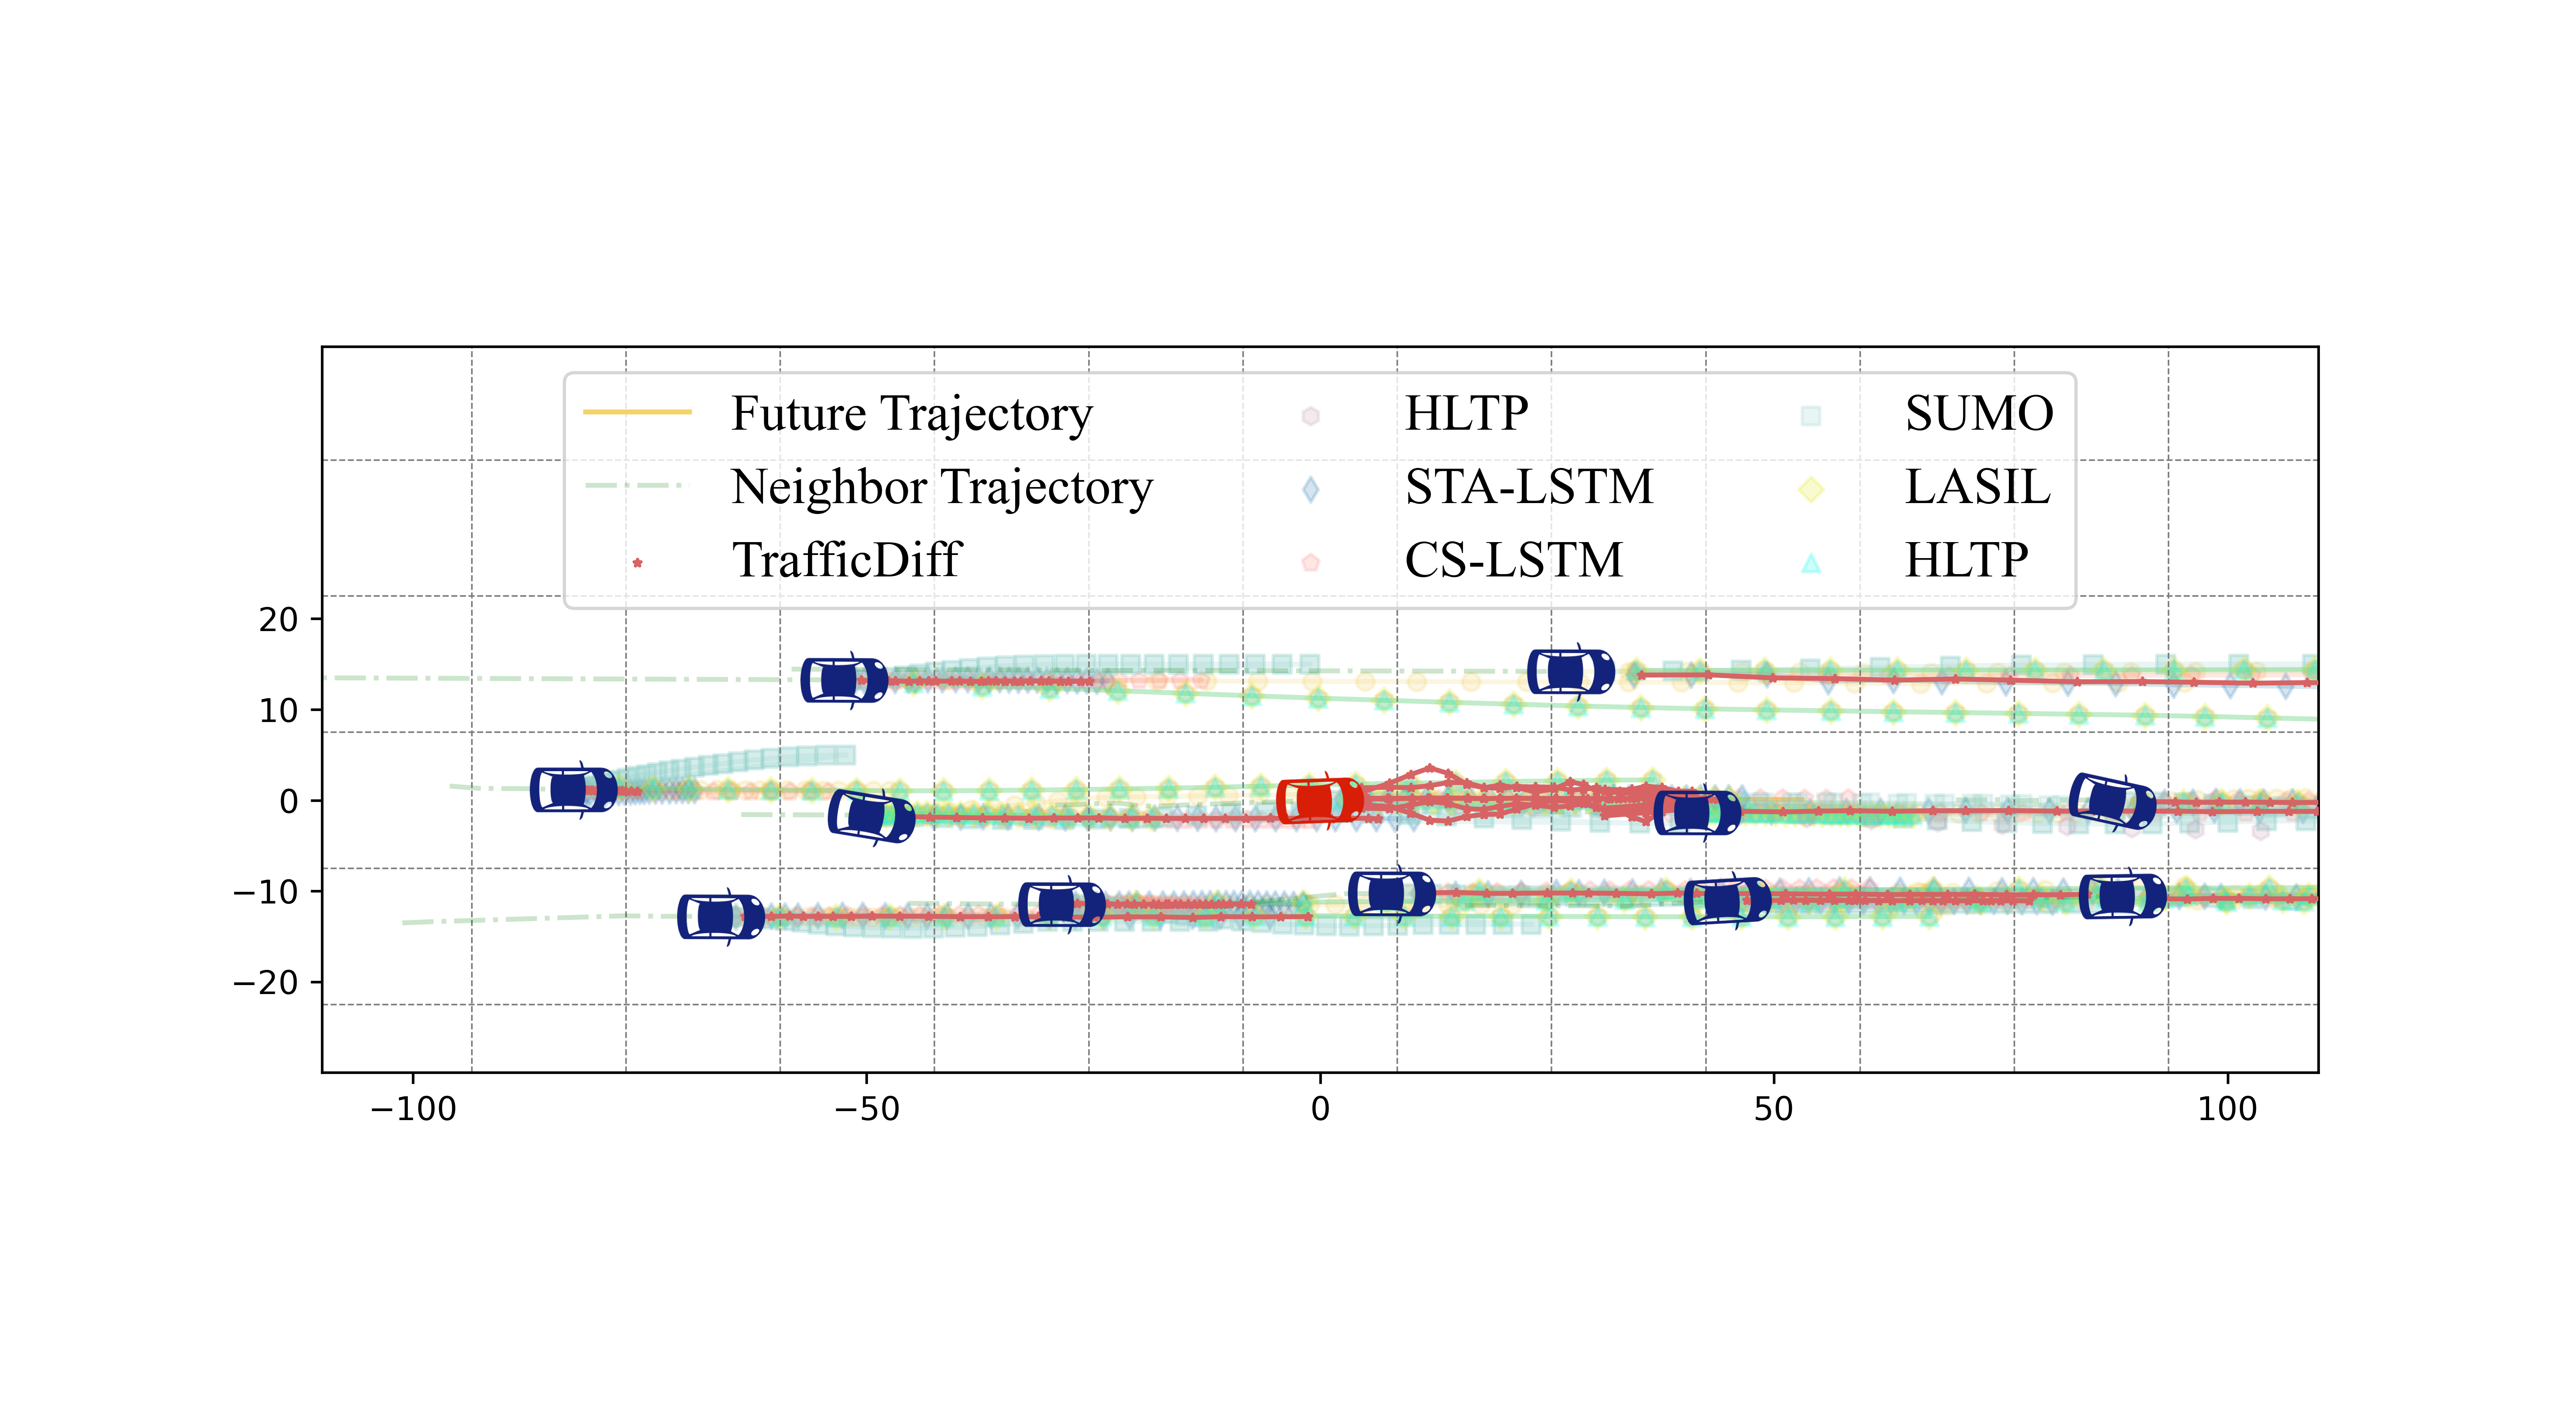 Future Trajectory
Neighbor Trajectory
TrafficDiff
HLTP
STA-LSTM
CS-LSTM
SUMO
LASIL
HLTP
20
10
0
−10
−20
−100
−50
0
50
100